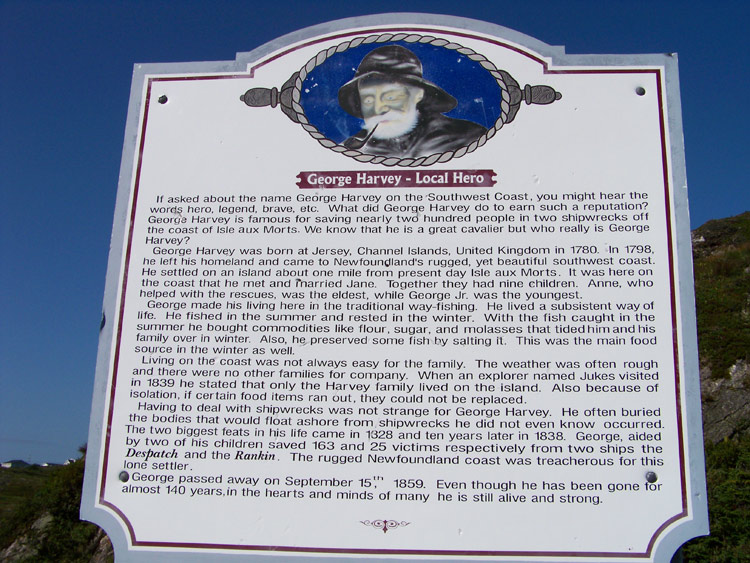 George Harvey - Local Hero
If asked about the name George Harvey on the Southwest Coast, you might hear the
words hero, legend, brave, etc. What did George Harvey do to earn such a reputation?
George Harvey is famous for saving nearly two hundred people in two shipwrecks off
the coast of Isle aux Morts. We know that he is a great cavalier but who really is George
Harvey?
George Harvey was born at Jersey, Channel Islands, United Kingdom in 1780. In 1798,
he left his homeland and came to Newfoundland's rugged, yet beautiful southwest coast.
He settled on an island about one mile from present day Isle aux Morts. It was here on
the coast that he met and married Jane. Together they had nine children. Anne, who
helped with the rescues, was the eldest, while George Jr. was the youngest.
George made his living here in the traditional way-fishing. He lived a subsistent way of
life. He fished in the summer and rested in the winter. With the fish caught in the
summer he bought commodities like flour, sugar, and molasses that tided him and his
family over in winter. Also, he preserved some fish by salting it. This was the main food
source in the winter as well.
Living on the coast was not always easy for the family. The weather was often rough
and there were no other families for company. When an explorer named Jukes visited
in 1839 he stated that only the Harvey family lived on the island. Also because of
isolation, if certain food items ran out, they could not be replaced.
Having to deal with shipwrecks was not strange for George Harvey. He often buried
the bodies that would float ashore from shipwrecks he did not even know occurred.
The two biggest feats in his life came in 1828 and ten years later in 1838. George, aided
by two of his children saved 163 and 25 victims respectively from two ships the
Despatch and the Rankin. The rugged Newfoundland coast was treacherous for this
lone settler.
George passed away on September 15th, 1859. Even though he has been gone for
almost 140 years, in the hearts and minds of many he is still alive and strong.